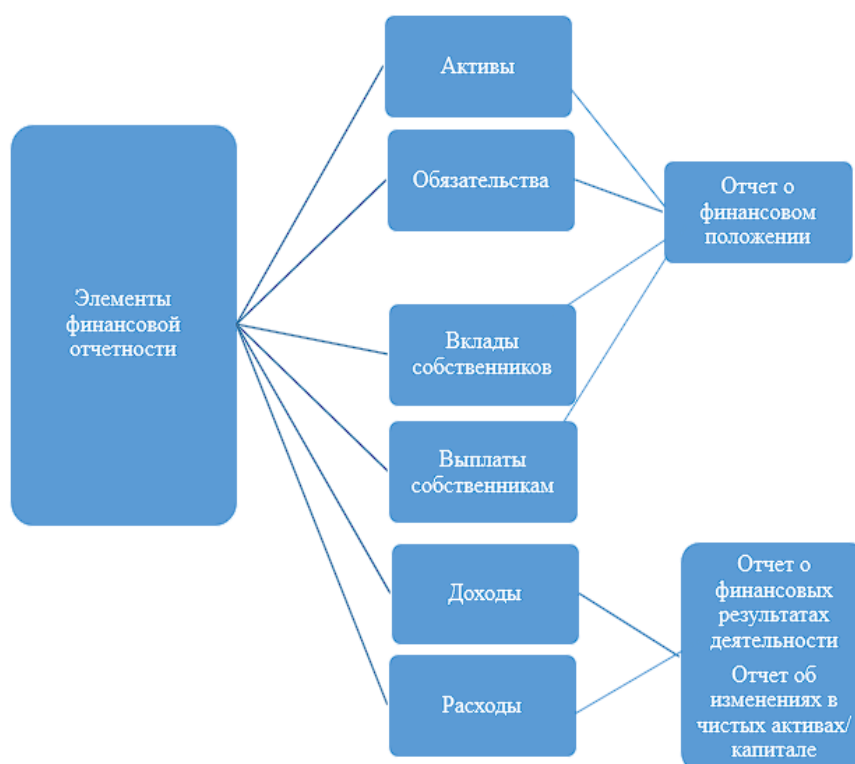 Элементы
финансовой
отчетности
Активы
Обязательства
Вклады
собственников
Выплаты
собственникам
Доходы
Расходы
Отчет о
финансовом
положении
Отчет о
финансовых
результатах
деятельности
Отчет об
изменениях в
чистых активах/
капитале